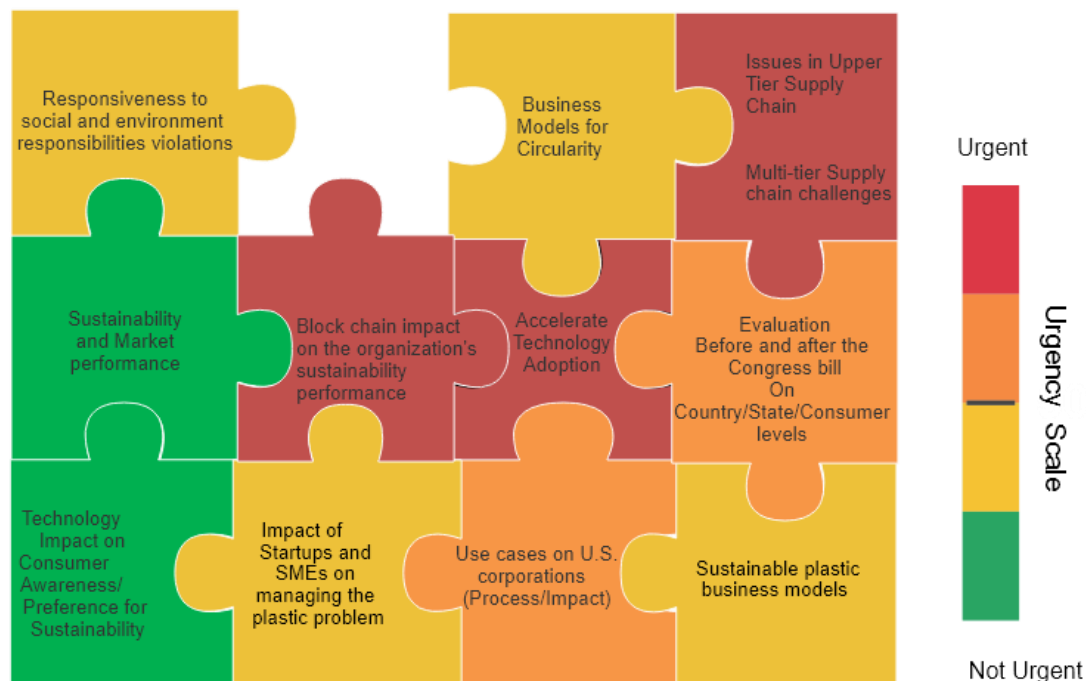 Responsiveness to
social and environment
responsibilities violations
Business
Models for
Circularity
Issues in Upper
Tier Supply
Chain
Multi-tier Supply
chain challenges
Sustainability
and Market
performance
Block chain impact
on the organization's
sustainability
performance
Accelerate
Technology
Adoption
Evaluation
Before and after the
Congress bill
On
Country/State/Consumer
levels
Technology
Impact on
Consumer
Awareness/
Preference for
Sustainability
Impact of
Startups and
SMEs on
managing the
plastic problem
Use cases on U.S.
corporations
(Process/Impact)
Sustainable plastic
business models
Urgent
Urgency Scale
Not Urgent